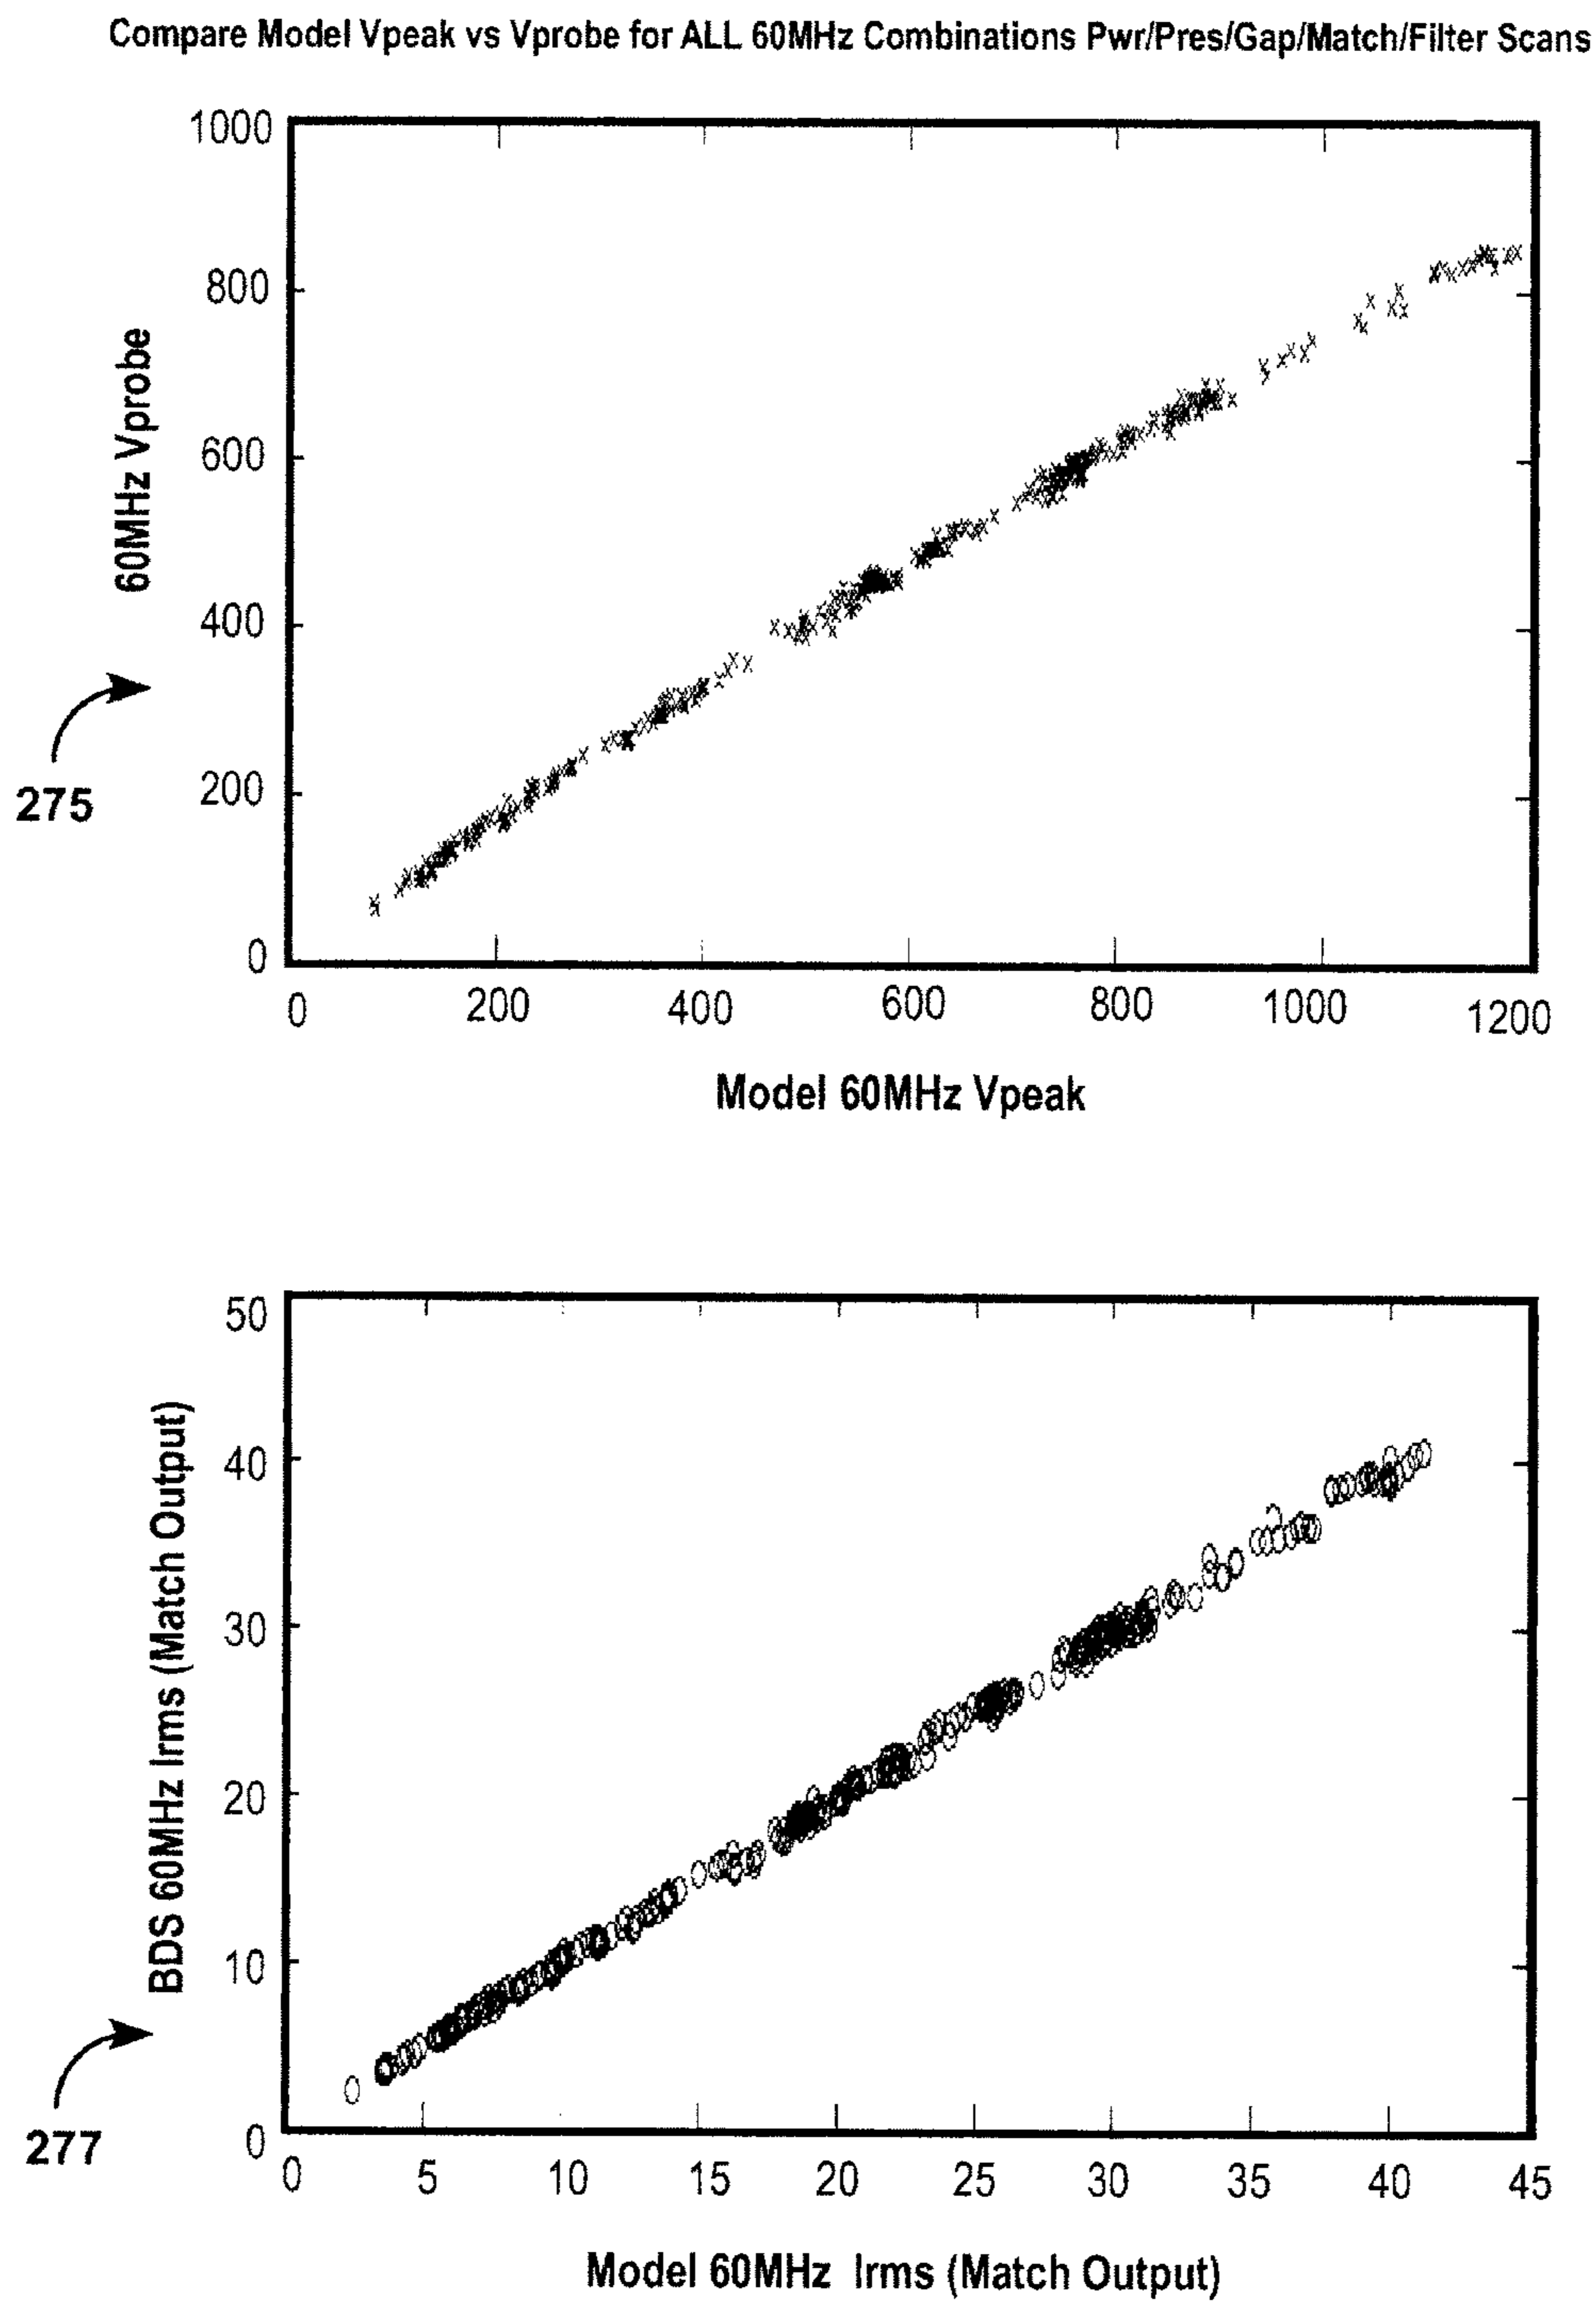 Compare Model Vpeak vs Vprobe for ALL 60MHz Combinations Pwr/Pres/Gap/Match/Filter Scans
1000
800
600
400
200
0
60MHz Vprobe
275
0 200 400 600 800 1000 1200
Model 60MHz Vpeak
50
40
30
20
10
0
BDS 60MHz Irms (Match Output)
277
0 5 10 15 20 25 30 35 40 45
Model 60MHz Irms (Match Output)